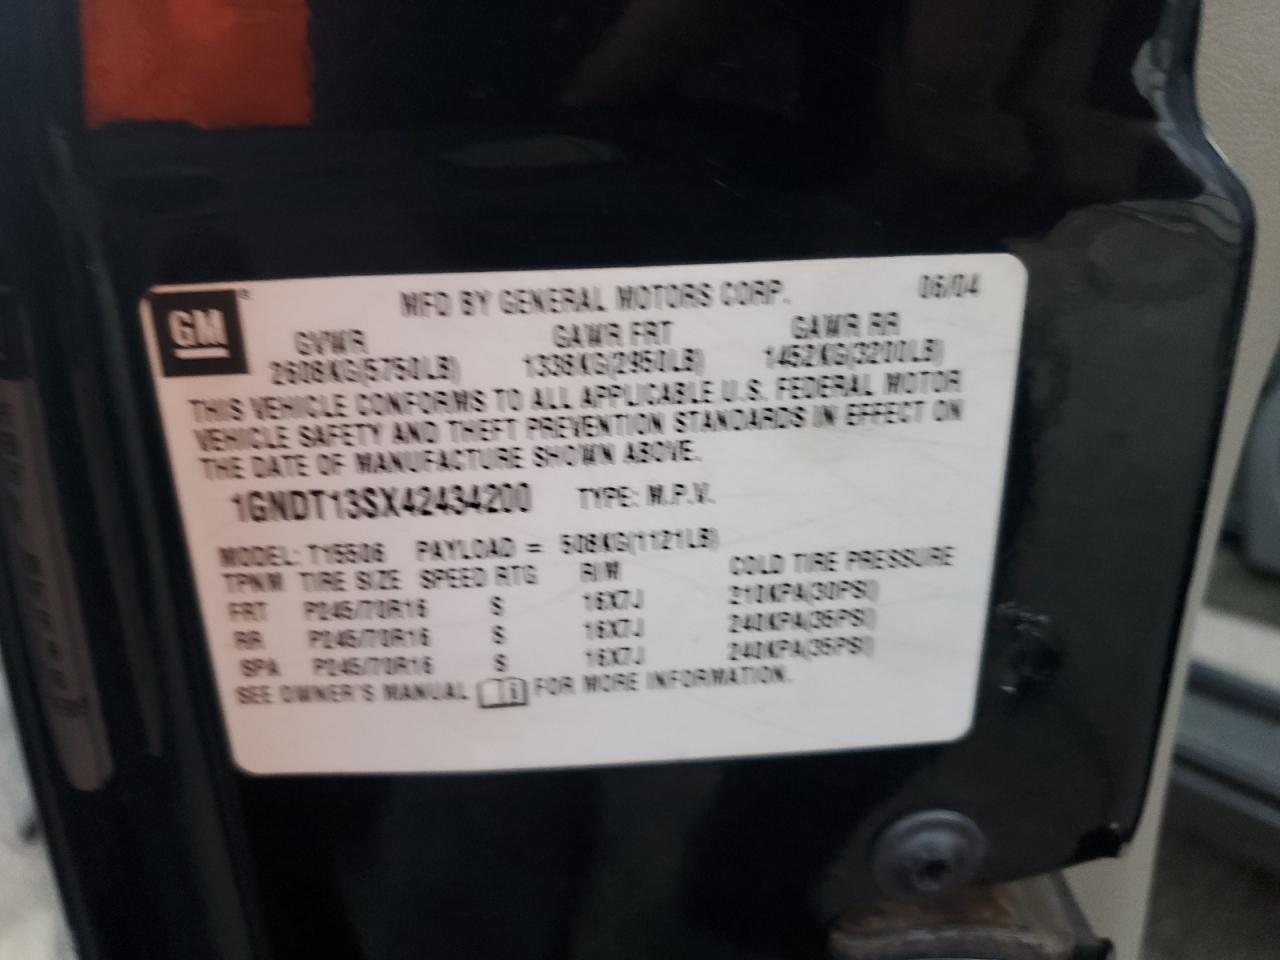 GM
MFD BY GENERAL MOTORS CORP. 06/04
GVWR GAWR FRT GAWR RR
2608KG(5750LB) 1338KG(2950LB) 1452KG(3200LB)
THIS VEHICLE CONFORMS TO ALL APPLICABLE U.S. FEDERAL MOTOR
VEHICLE SAFETY AND THEFT PREVENTION STANDARDS IN EFFECT ON
THE DATE OF MANUFACTURE SHOWN ABOVE.
1GNDT13SX42434200 TYPE: M.P.V.
MODEL: T15506 PAYLOAD = 508KG(1121LB)
TPNM TIRE SIZE SPEED RTG RIM COLD TIRE PRESSURE
FRT P245/70R16 S 16X7J 210KPA(30PSI)
RR P245/70R16 S 16X7J 240KPA(35PSI)
SPA P245/70R16 S 16X7J 240KPA(35PSI)
SEE OWNER'S MANUAL FOR MORE INFORMATION.